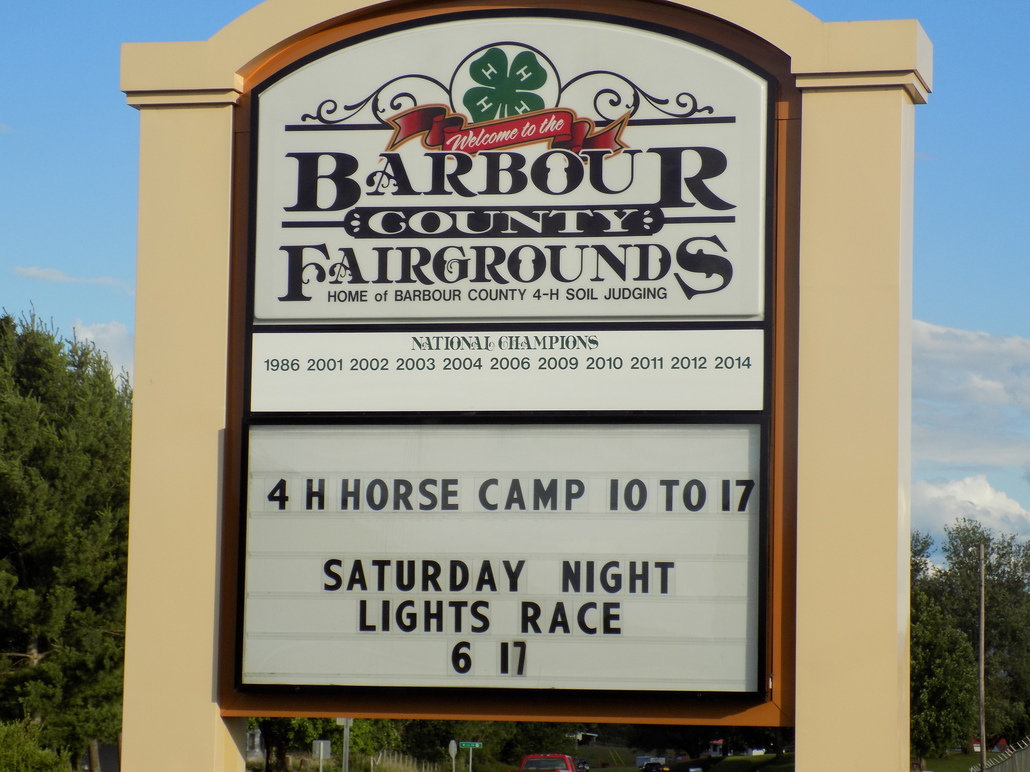 H H H H
Welcome to the
BARBOUR
COUNTY
FAIRGROUNDS
HOME of BARBOUR COUNTY 4-H SOIL JUDGING
NATIONAL CHAMPIONS
1986 2001 2002 2003 2004 2006 2009 2010 2011 2012 2014
4 H HORSE CAMP 10 TO 17
SATURDAY NIGHT
LIGHTS RACE
6 17